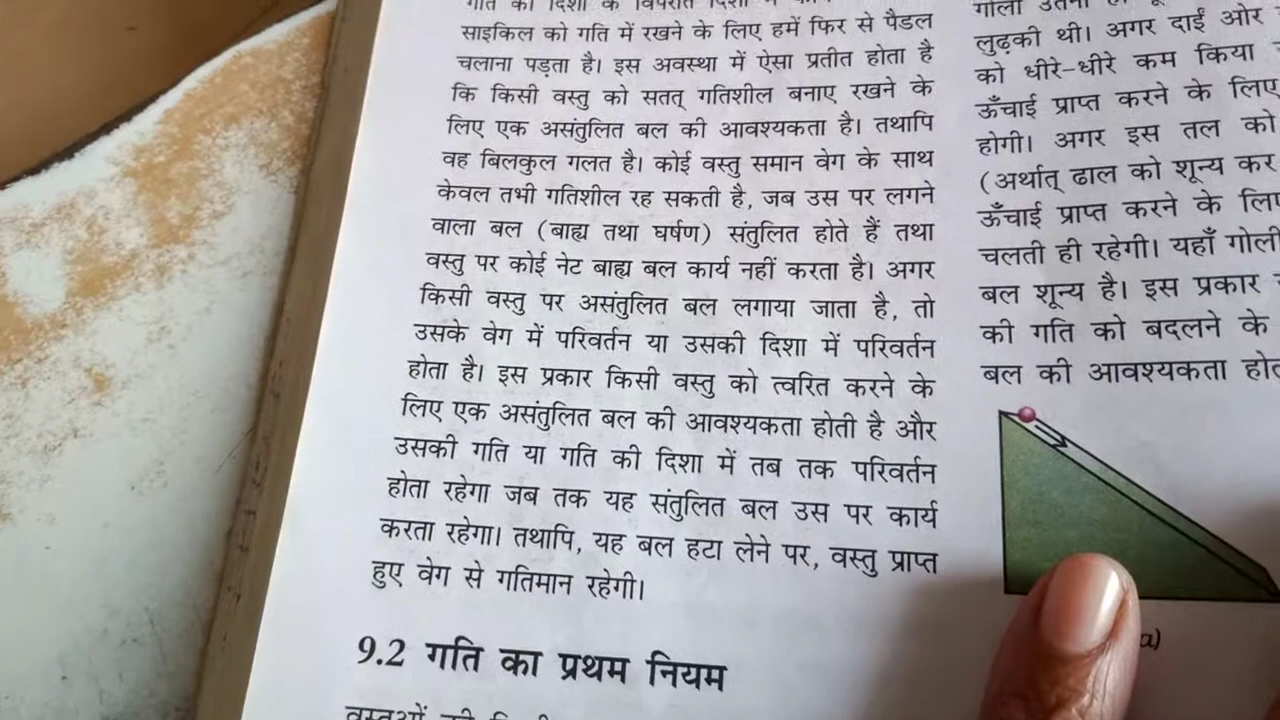 गति की दिशा के विपरीत दिशा में
साइकिल को गति में रखने के लिए हमें फिर से पैडल
चलाना पड़ता है। इस अवस्था में ऐसा प्रतीत होता है
कि किसी वस्तु को सतत् गतिशील बनाए रखने के
लिए एक असंतुलित बल की आवश्यकता है। तथापि
वह बिलकुल गलत है। कोई वस्तु समान वेग के साथ
केवल तभी गतिशील रह सकती है, जब उस पर लगने
वाला बल (बाह्य तथा घर्षण) संतुलित होते हैं तथा
वस्तु पर कोई नेट बाह्य बल कार्य नहीं करता है। अगर
किसी वस्तु पर असंतुलित बल लगाया जाता है, तो
उसके वेग में परिवर्तन या उसकी दिशा में परिवर्तन
होता है। इस प्रकार किसी वस्तु को त्वरित करने के
लिए एक असंतुलित बल की आवश्यकता होती है और
उसकी गति या गति की दिशा में तब तक परिवर्तन
होता रहेगा जब तक यह संतुलित बल उस पर कार्य
करता रहेगा। तथापि, यह बल हटा लेने पर, वस्तु प्राप्त
हुए वेग से गतिमान रहेगी।
9.2 गति का प्रथम नियम
गोली
लुढ़की थी। अगर दाईं ओर
को धीरे-धीरे कम किया
ऊँचाई प्राप्त करने के लिए
होगी। अगर इस तल को
(अर्थात् ढाल को शून्य कर
ऊँचाई प्राप्त करने के लिए
चलती ही रहेगी। यहाँ गोली
बल शून्य है। इस प्रकार
की गति को बदलने के
बल की आवश्यकता
a)